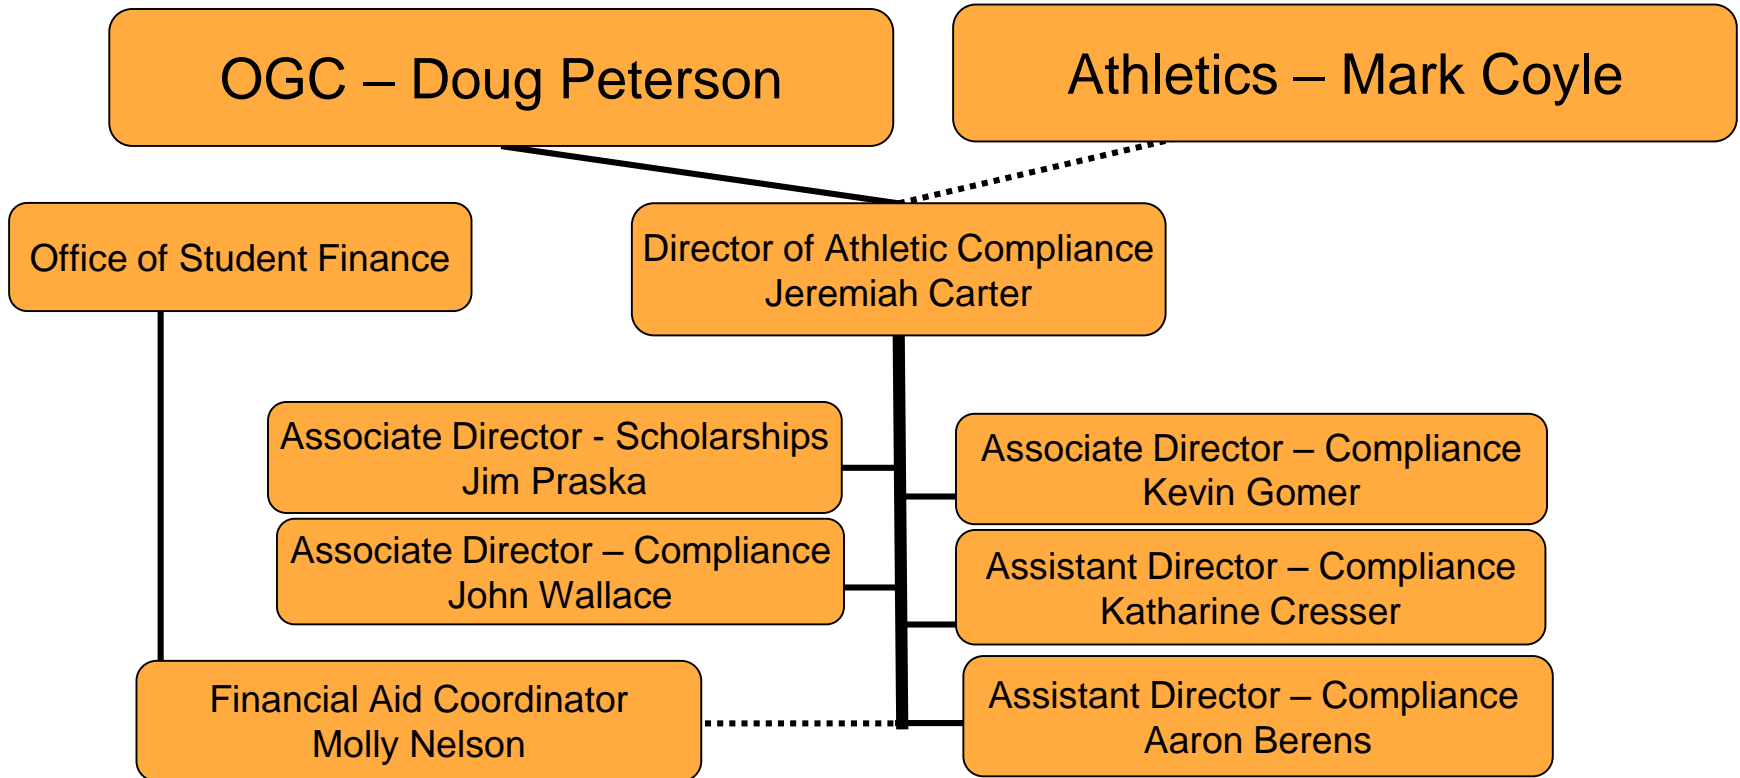 OGC – Doug Peterson
Athletics – Mark Coyle
Office of Student Finance
Director of Athletic Compliance
Jeremiah Carter
Associate Director - Scholarships
Jim Praska
Associate Director – Compliance
Kevin Gomer
Associate Director – Compliance
John Wallace
Assistant Director – Compliance
Katharine Cresser
Financial Aid Coordinator
Molly Nelson
Assistant Director – Compliance
Aaron Berens